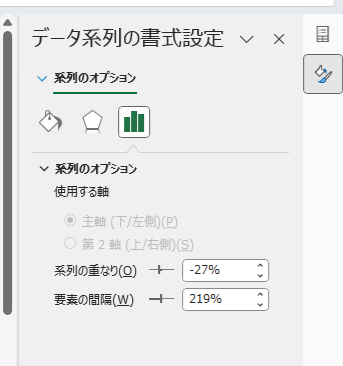 データ系列の書式設定
系列のオプション
系列のオプション
使用する軸
主軸 (下/左側)(P)
第 2 軸 (上/右側)(S)
系列の重なり(O) -27%
要素の間隔(W) 219%